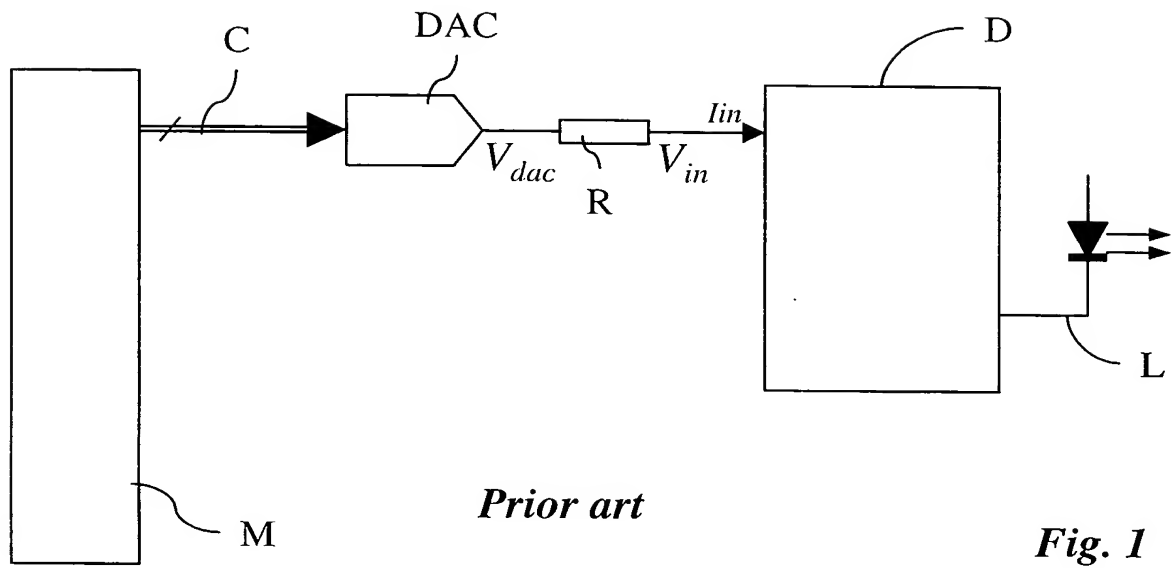 C
DAC
D
Iin
V_dac
R
V_in
L
M
Prior art
Fig. 1